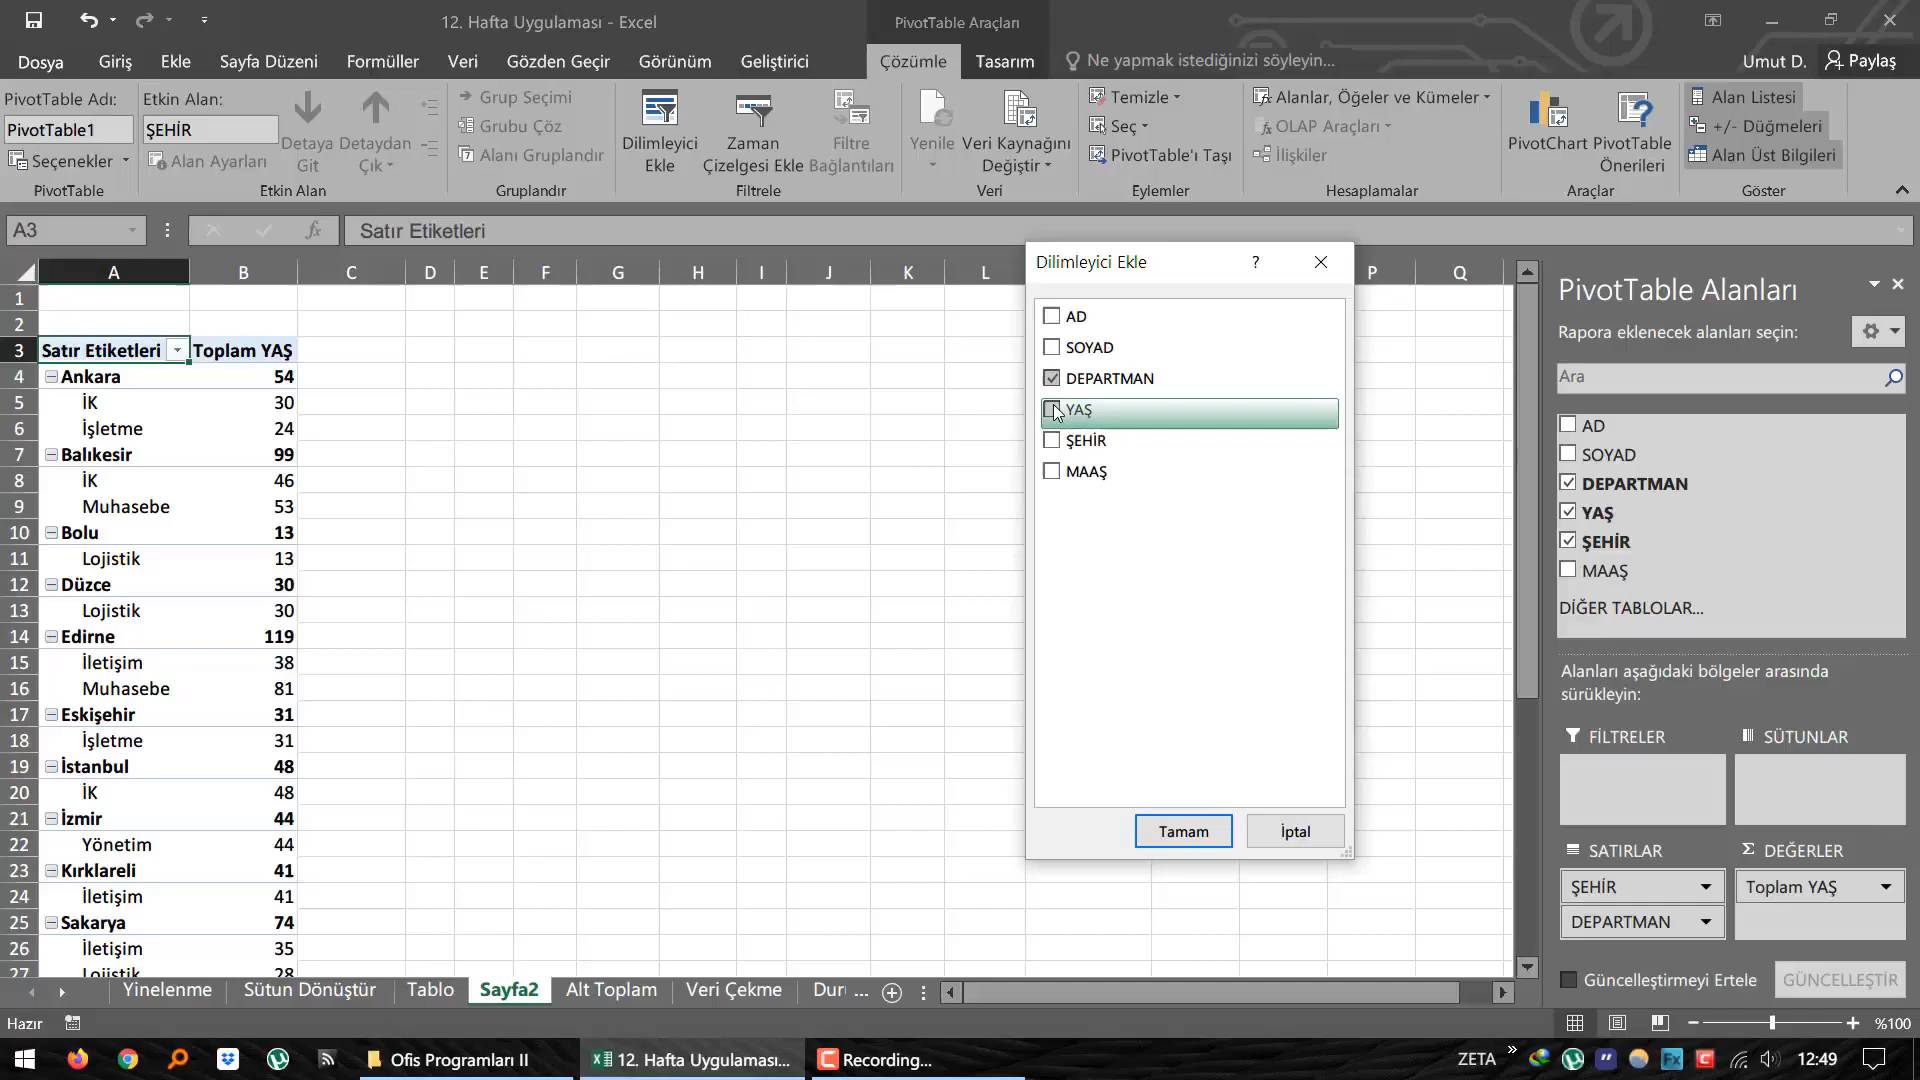 12. Hafta Uygulaması - Excel
PivotTable Araçları
Dosya
Giriş
Ekle
Sayfa Düzeni
Formüller
Veri
Gözden Geçir
Görünüm
Geliştirici
Çözümle
Tasarım
Ne yapmak istediğinizi söyleyin...
Umut D.
Paylaş
PivotTable Adı:
PivotTable1
Seçenekler
PivotTable
Etkin Alan:
ŞEHİR
Alan Ayarları
Detaya
Git
Detaydan
Çık
Etkin Alan
Grup Seçimi
Grubu Çöz
Alanı Gruplandır
Gruplandır
Dilimleyici
Ekle
Zaman
Çizelgesi Ekle
Filtre
Bağlantıları
Filtrele
Yenile
Veri Kaynağını
Değiştir
Veri
Temizle
Seç
PivotTable'ı Taşı
Eylemler
Alanlar, Öğeler ve Kümeler
OLAP Araçları
İlişkiler
Hesaplamalar
PivotChart
PivotTable
Önerileri
Araçlar
Alan Listesi
+/- Düğmeleri
Alan Üst Bilgileri
Göster
A3
fx
Satır Etiketleri
A B C D E F G H I J K L P Q
1
2
3 Satır Etiketleri Toplam YAŞ
4 Ankara 54
5 İK 30
6 İşletme 24
7 Balıkesir 99
8 İK 46
9 Muhasebe 53
10 Bolu 13
11 Lojistik 13
12 Düzce 30
13 Lojistik 30
14 Edirne 119
15 İletişim 38
16 Muhasebe 81
17 Eskişehir 31
18 İşletme 31
19 İstanbul 48
20 İK 48
21 İzmir 44
22 Yönetim 44
23 Kırklareli 41
24 İletişim 41
25 Sakarya 74
26 İletişim 35
27 Lojistik 28
Dilimleyici Ekle
?
AD
SOYAD
DEPARTMAN
YAŞ
ŞEHİR
MAAŞ
Tamam
İptal
PivotTable Alanları
Rapora eklenecek alanları seçin:
Ara
AD
SOYAD
DEPARTMAN
YAŞ
ŞEHİR
MAAŞ
DİĞER TABLOLAR...
Alanları aşağıdaki bölgeler arasında
sürükleyin:
FİLTRELER
SÜTUNLAR
SATIRLAR
Σ DEĞERLER
ŞEHİR
Toplam YAŞ
DEPARTMAN
Güncelleştirmeyi Ertele
GÜNCELLEŞTİR
Yinelenme
Sütun Dönüştür
Tablo
Sayfa2
Alt Toplam
Veri Çekme
Dur ...
Hazır
%100
Ofis Programları II
12. Hafta Uygulaması...
Recording...
ZETA
12:49